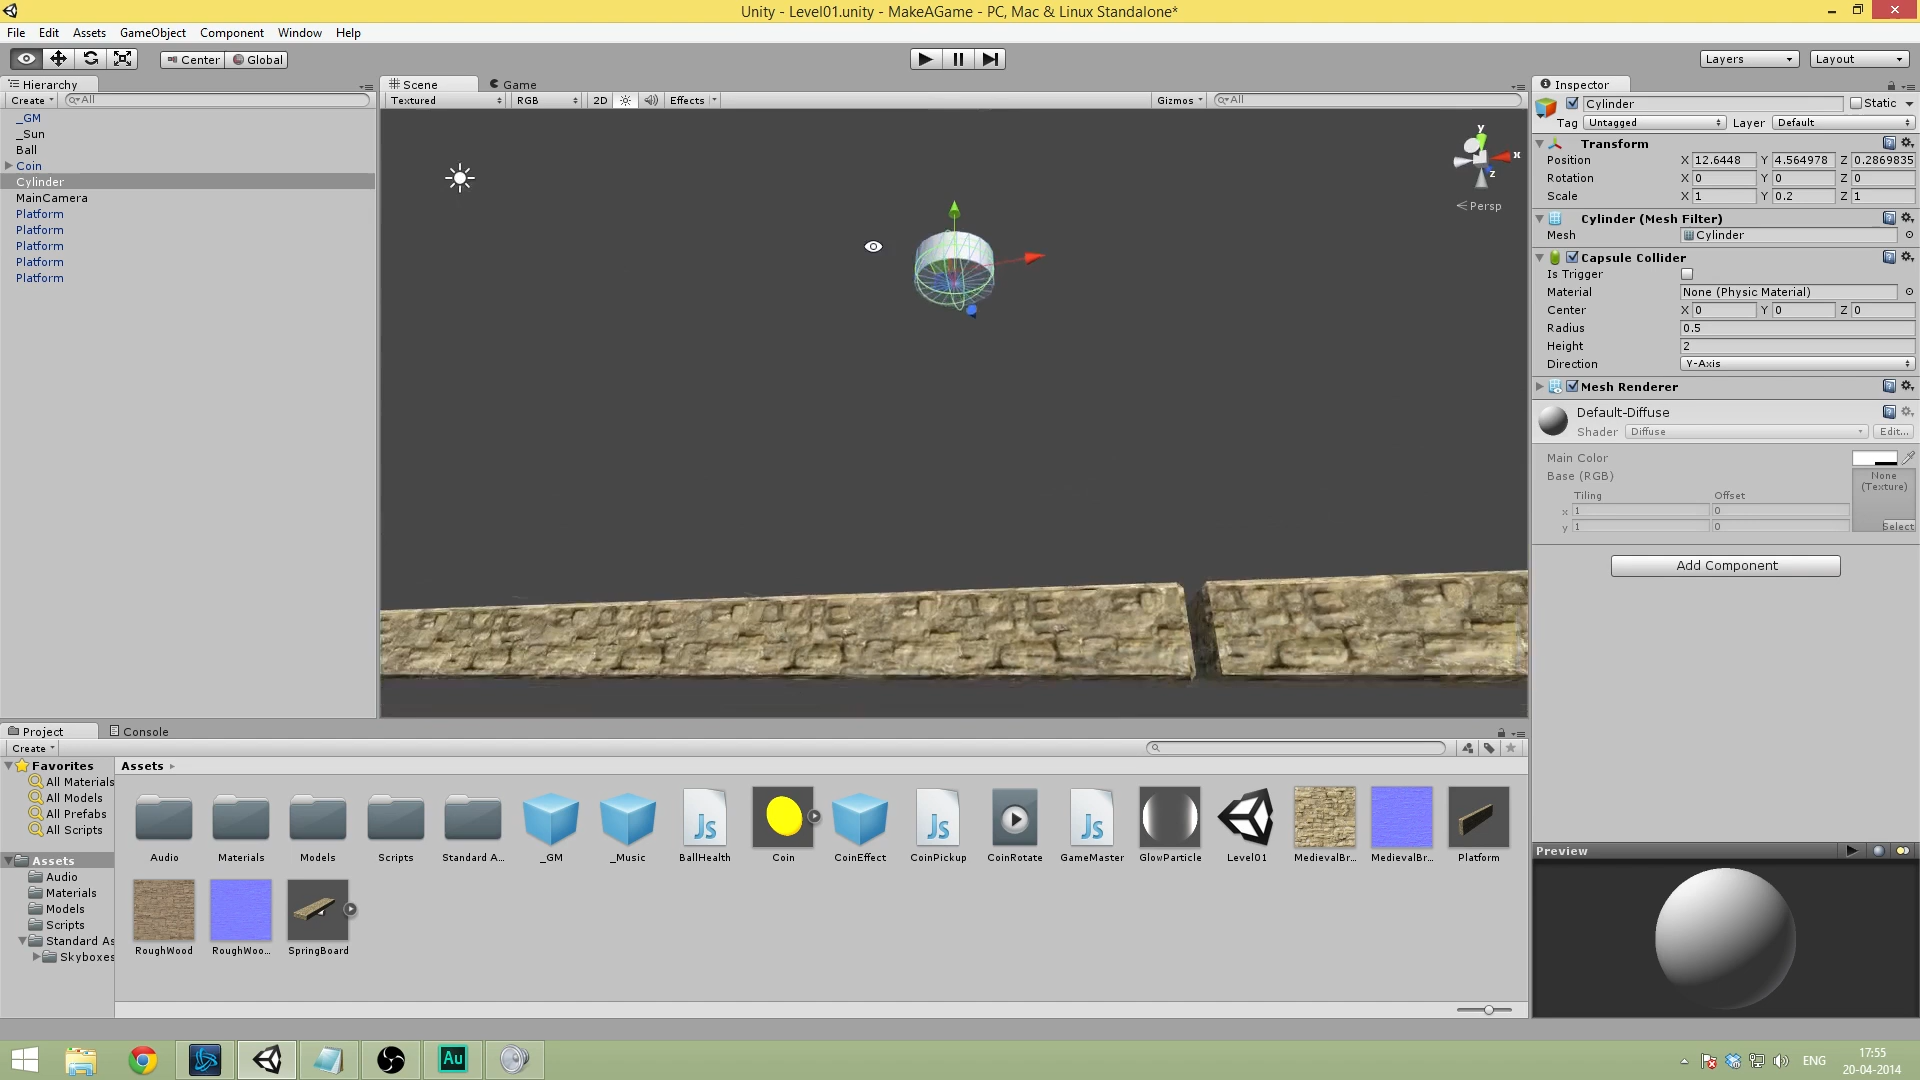 Unity - Level01.unity - MakeAGame - PC, Mac & Linux Standalone*
File Edit Assets GameObject Component Window Help
Center Global
Layers Layout
Hierarchy
Create All
_GM
_Sun
Ball
Coin
Cylinder
MainCamera
Platform
Platform
Platform
Platform
Platform
Scene Game
Textured RGB 2D Effects Gizmos All
y
x
z
Persp
Inspector
Cylinder Static
Tag Untagged Layer Default
Transform
Position X 12.6448 Y 4.564978 Z 0.2869835
Rotation X 0 Y 0 Z 0
Scale X 1 Y 0.2 Z 1
Cylinder (Mesh Filter)
Mesh Cylinder
Capsule Collider
Is Trigger
Material None (Physic Material)
Center X 0 Y 0 Z 0
Radius 0.5
Height 2
Direction Y-Axis
Mesh Renderer
Default-Diffuse
Shader Diffuse Edit...
Main Color
Base (RGB) None
(Texture)
Tiling Offset
x 1 0
y 1 0
Select
Add Component
Preview
Project Console
Create
Favorites
All Materials
All Models
All Prefabs
All Scripts
Assets
Audio
Materials
Models
Scripts
Standard As
Skyboxes
Assets
Js Js Js
Audio Materials Models Scripts Standard A... _GM _Music BallHealth Coin CoinEffect CoinPickup CoinRotate GameMaster GlowParticle Level01 MedievalBr... MedievalBr... Platform
RoughWood RoughWoo... SpringBoard
Au
ENG
17:55
20-04-2014